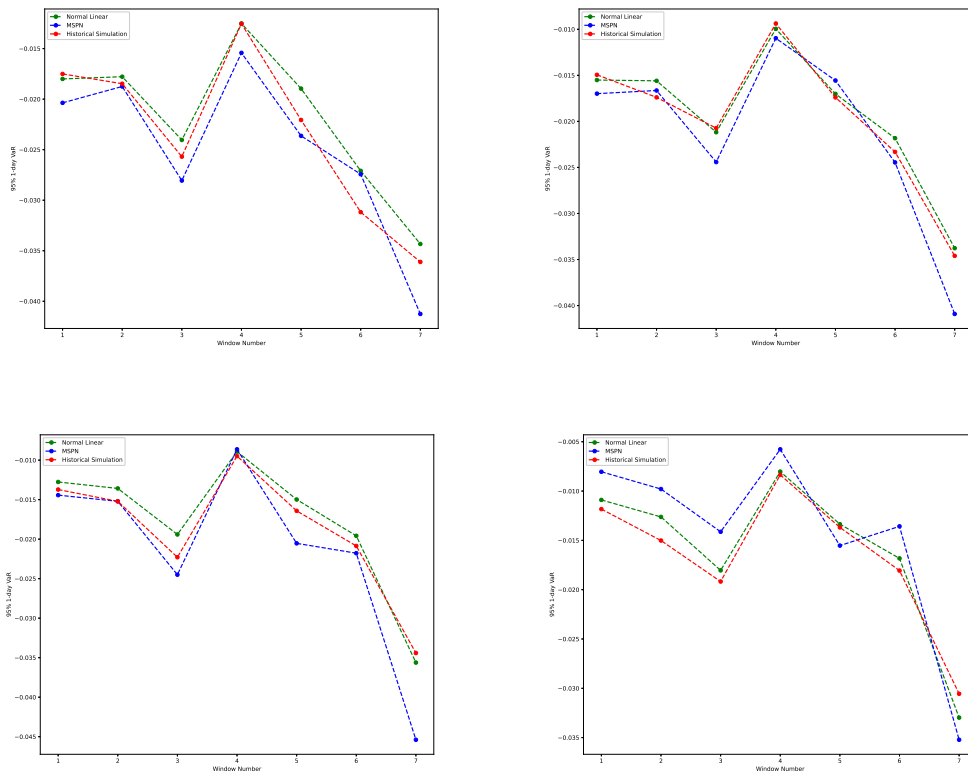 Normal Linear
MSPN
Historical Simulation
95% 1-day VaR
−0.015
−0.020
−0.025
−0.030
−0.035
−0.040
1 2 3 4 5 6 7
Window Number
Normal Linear
MSPN
Historical Simulation
95% 1-day VaR
−0.010
−0.015
−0.020
−0.025
−0.030
−0.035
−0.040
1 2 3 4 5 6 7
Window Number
Normal Linear
MSPN
Historical Simulation
95% 1-day VaR
−0.010
−0.015
−0.020
−0.025
−0.030
−0.035
−0.040
−0.045
1 2 3 4 5 6 7
Window Number
Normal Linear
MSPN
Historical Simulation
95% 1-day VaR
−0.005
−0.010
−0.015
−0.020
−0.025
−0.030
−0.035
1 2 3 4 5 6 7
Window Number